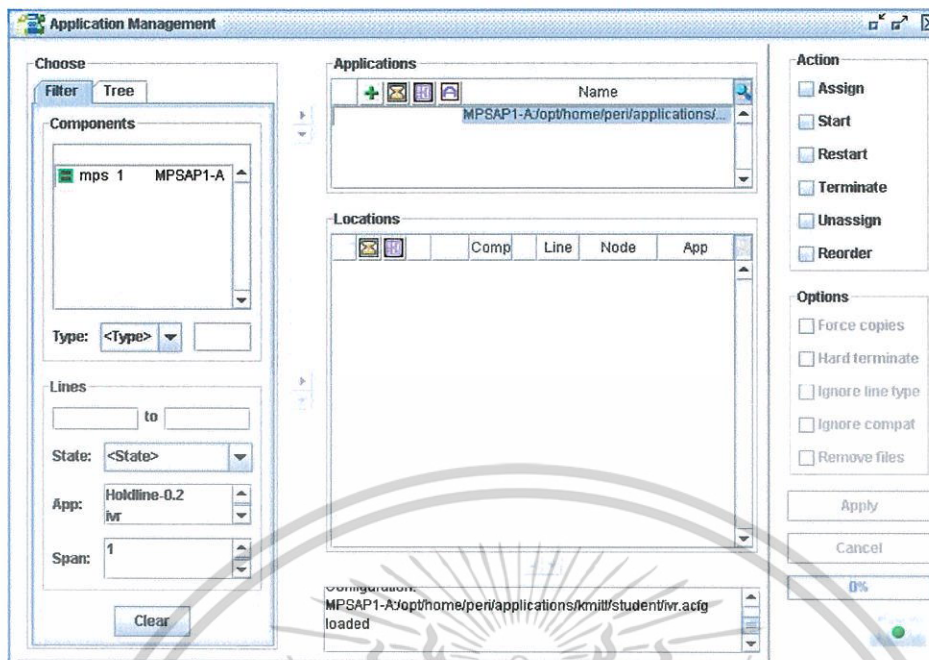 Application Management
Choose
Filter
Tree
Components
mps 1 MPSAP1-A
Type: <Type>
Lines
to
State: <State>
App: Holdline-0.2
ivr
Span: 1
Clear
Applications
Name
MPSAP1-A:/opt/home/peri/applications/...
Locations
Comp Line Node App
Configuration:
MPSAP1-A:/opt/home/peri/applications/kmitl/student/ivr.acfg
loaded
Action
Assign
Start
Restart
Terminate
Unassign
Reorder
Options
Force copies
Hard terminate
Ignore line type
Ignore compat
Remove files
Apply
Cancel
0%